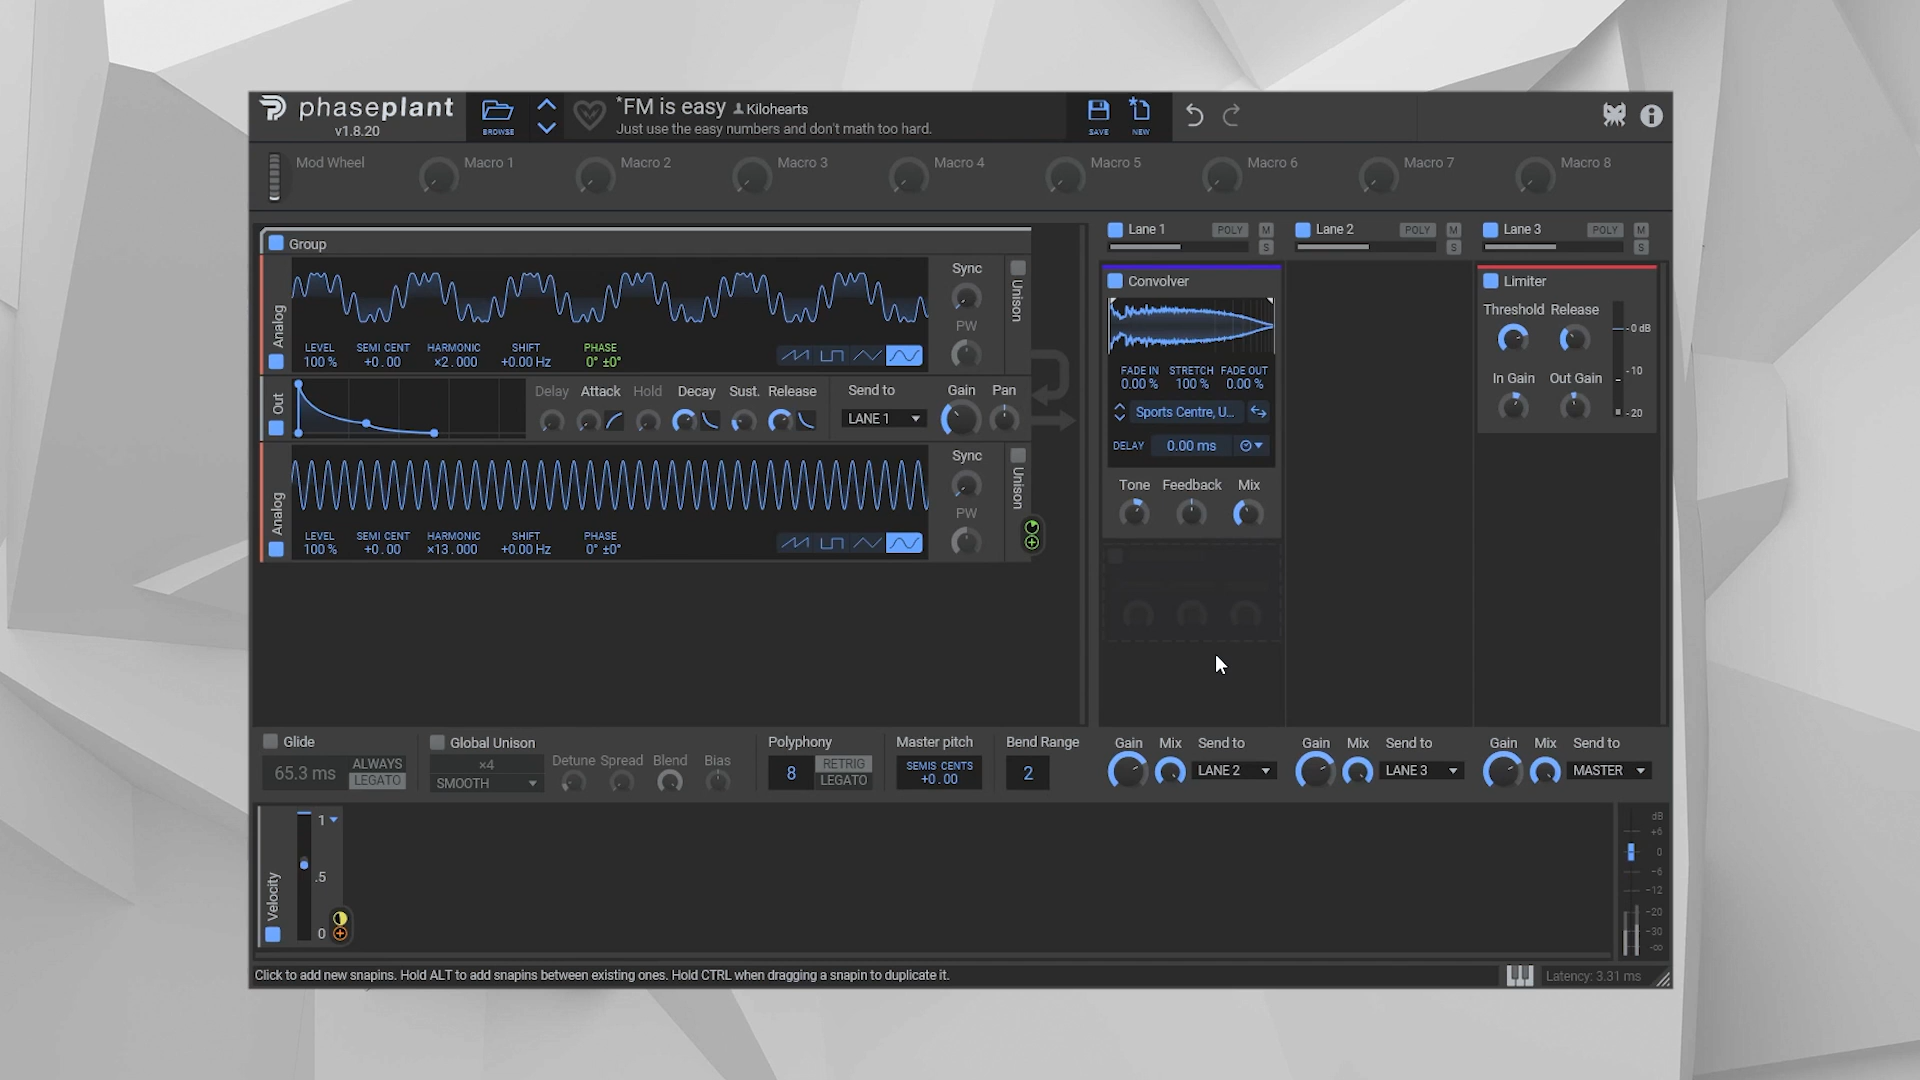 phaseplant
v1.8.20
BROWSE
*FM is easy
Kilohearts
Just use the easy numbers and don't math too hard.
SAVE
NEW
Mod Wheel
Macro 1
Macro 2
Macro 3
Macro 4
Macro 5
Macro 6
Macro 7
Macro 8
Group
Analog
LEVEL SEMI CENT HARMONIC SHIFT PHASE
100 % +0.00 ×2.000 +0.00 Hz 0° ±0°
Sync
PW
Unison
Out
Delay Attack Hold Decay Sust. Release
Send to
LANE 1
Gain Pan
Analog
LEVEL SEMI CENT HARMONIC SHIFT PHASE
100 % +0.00 ×13.000 +0.00 Hz 0° ±0°
Sync
PW
Unison
Lane 1 POLY M
S
Lane 2 POLY M
S
Lane 3 POLY M
S
Convolver
FADE IN STRETCH FADE OUT
0.00 % 100 % 0.00 %
Sports Centre, U...
DELAY 0.00 ms
Tone Feedback Mix
Limiter
Threshold Release
In Gain Out Gain
0 dB
-10
-20
Glide
65.3 ms
ALWAYS
LEGATO
Global Unison
×4
SMOOTH
Detune Spread Blend Bias
Polyphony
8
RETRIG
LEGATO
Master pitch
SEMIS CENTS
+0.00
Bend Range
2
Gain Mix Send to
LANE 2
Gain Mix Send to
LANE 3
Gain Mix Send to
MASTER
Velocity
1
.5
0
dB
+6
0
-6
-12
-20
-30
-∞
Click to add new snapins. Hold ALT to add snapins between existing ones. Hold CTRL when dragging a snapin to duplicate it.
Latency: 3.31 ms